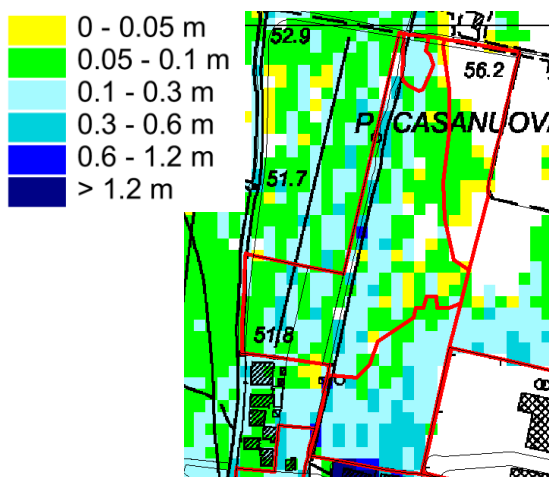 0 - 0.05 m
0.05 - 0.1 m
0.1 - 0.3 m
0.3 - 0.6 m
0.6 - 1.2 m
> 1.2 m
52.9
56.2
P. CASANUOVA
51.7
51.8